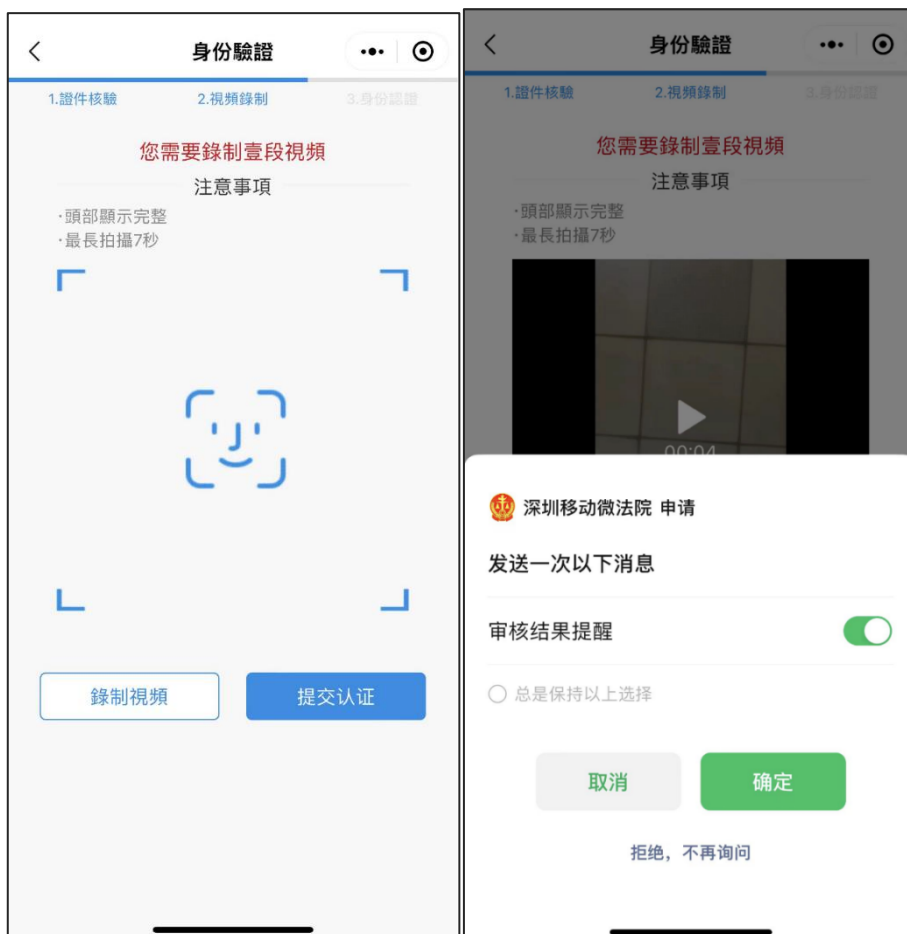 身份驗證
1.證件核驗 2.視頻錄制 3.身份認證
您需要錄制壹段視頻
注意事項
·頭部顯示完整
·最長拍攝7秒
錄制視頻 提交认证
身份驗證
1.證件核驗 2.視頻錄制 3.身份認證
您需要錄制壹段視頻
注意事項
·頭部顯示完整
·最長拍攝7秒
00:04
深圳移动微法院 申请
发送一次以下消息
审核结果提醒
总是保持以上选择
取消 确定
拒绝，不再询问